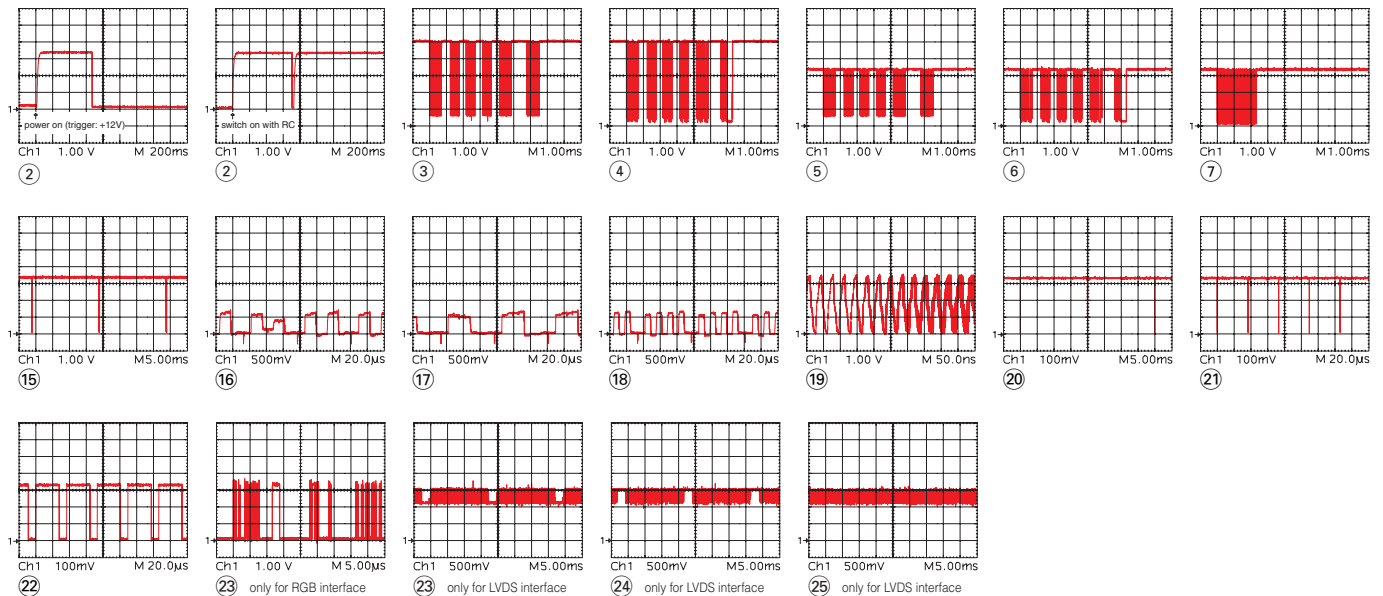 1→
power on (trigger: +12V)
Ch1 1.00 V M 200ms
②
1→
switch on with RC
Ch1 1.00 V M 200ms
②
1→
Ch1 1.00 V M1.00ms
③
1→
Ch1 1.00 V M1.00ms
④
1→
Ch1 1.00 V M1.00ms
⑤
1→
Ch1 1.00 V M1.00ms
⑥
1→
Ch1 1.00 V M1.00ms
⑦
1→
Ch1 1.00 V M5.00ms
⑮
1→
Ch1 500mV M 20.0µs
⑯
1→
Ch1 500mV M 20.0µs
⑰
1→
Ch1 500mV M 20.0µs
⑱
1→
Ch1 1.00 V M 50.0ns
⑲
1→
Ch1 100mV M5.00ms
⑳
1→
Ch1 100mV M 20.0µs
㉑
1→
Ch1 100mV M 20.0µs
㉒
1→
Ch1 1.00 V M 5.00µs
㉓ only for RGB interface
1→
Ch1 500mV M5.00ms
㉓ only for LVDS interface
1→
Ch1 500mV M5.00ms
㉔ only for LVDS interface
1→
Ch1 500mV M5.00ms
㉕ only for LVDS interface